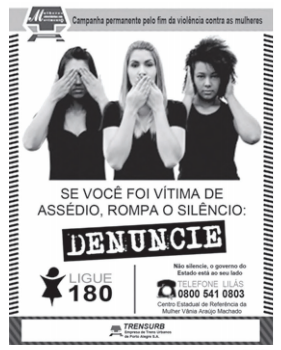 Campanha permanente pelo fim da violência contra as mulheres
SE VOCÊ FOI VÍTIMA DE
ASSÉDIO, ROMPA O SILÊNCIO:
DENUNCIE
LIGUE
180
Não silencie, o governo do
Estado está ao seu lado
TELEFONE LILÁS
0800 541 0803
Centro Estadual de Referência da
Mulher Vânia Araújo Machado
TRENSURB
Empresa de Trens Urbanos
de Porto Alegre S.A.